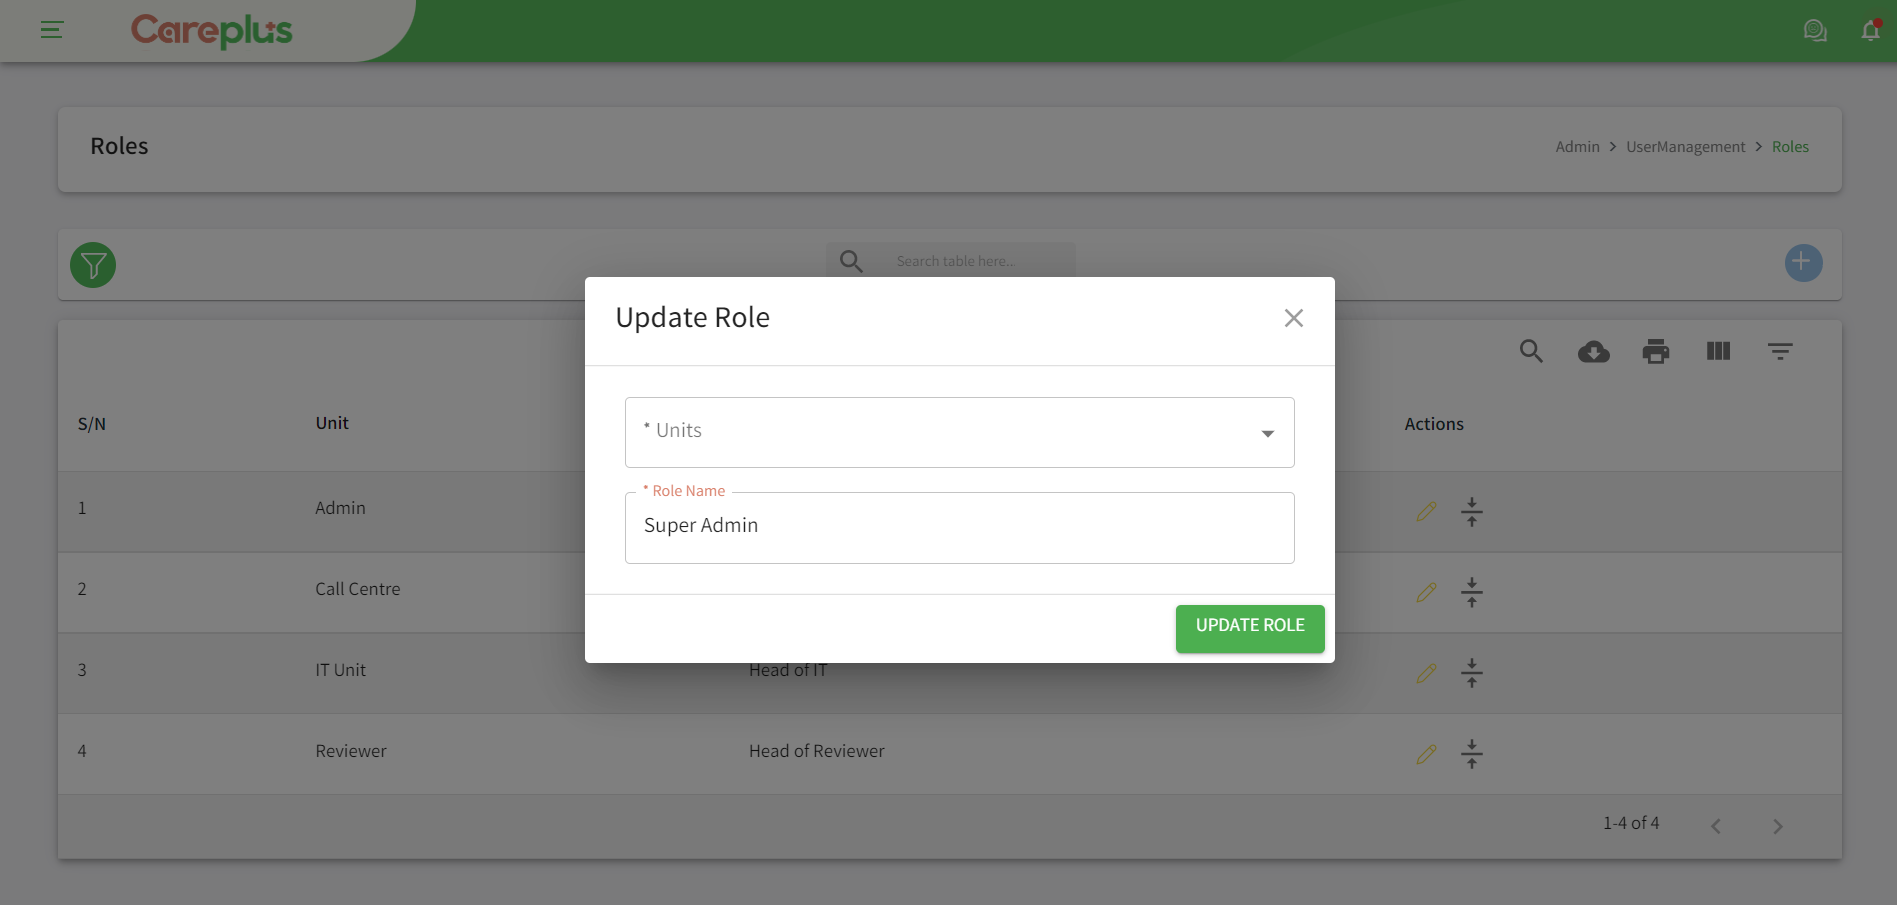 Careplus
Roles
Admin > UserManagement > Roles
Search table here...
Update Role
* Units
* Role Name
Super Admin
UPDATE ROLE
S/N Unit Actions
1 Admin
2 Call Centre
3 IT Unit Head of IT
4 Reviewer Head of Reviewer
1-4 of 4